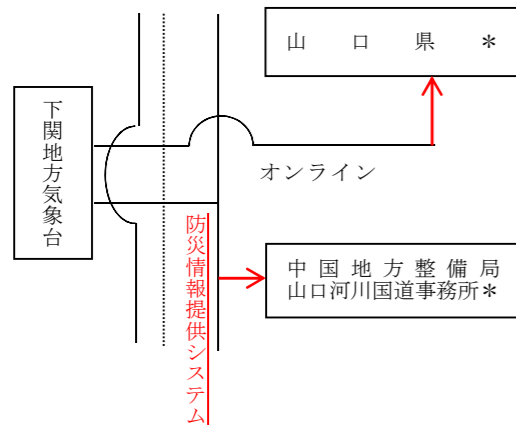 山口県＊
下関地方気象台
オンライン
防災情報提供システム
中国地方整備局
山口河川国道事務所＊